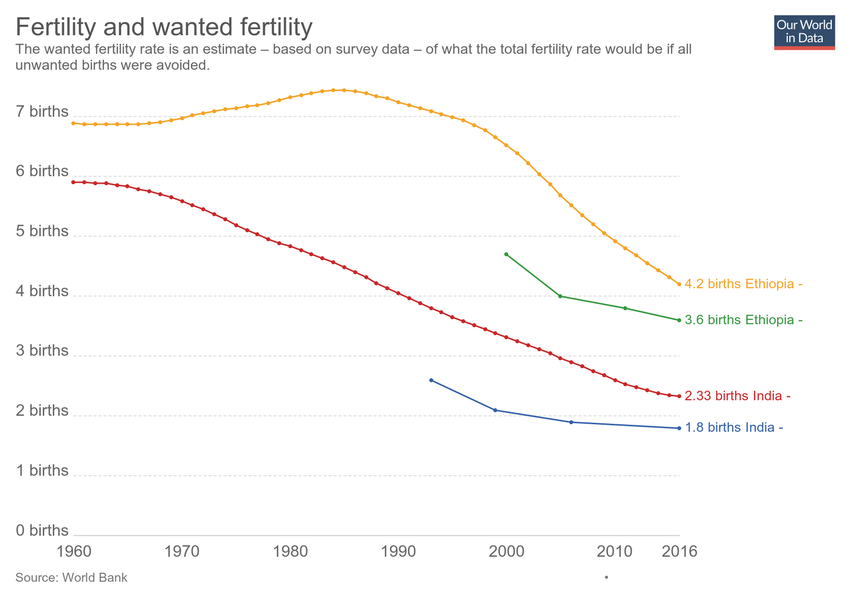 Fertility and wanted fertility
Our World
in Data
The wanted fertility rate is an estimate – based on survey data – of what the total fertility rate would be if all
unwanted births were avoided.
7 births
6 births
5 births
4 births
3 births
2 births
1 births
0 births
4.2 births Ethiopia -
3.6 births Ethiopia -
2.33 births India -
1.8 births India -
1960 1970 1980 1990 2000 2010 2016
Source: World Bank